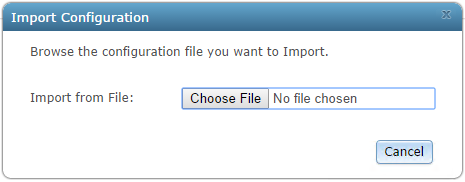 Import Configuration
Browse the configuration file you want to Import.
Import from File: Choose File No file chosen
Cancel